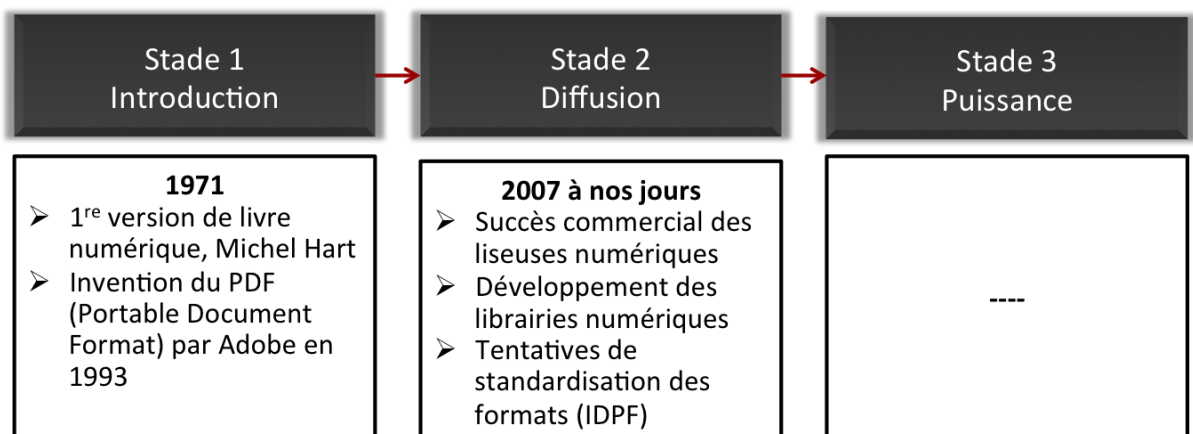 Stade 1
Introduction
Stade 2
Diffusion
Stade 3
Puissance
1971
➢ 1re version de livre
numérique, Michel Hart
➢ Invention du PDF
(Portable Document
Format) par Adobe en
1993
2007 à nos jours
➢ Succès commercial des
liseuses numériques
➢ Développement des
librairies numériques
➢ Tentatives de
standardisation des
formats (IDPF)
----